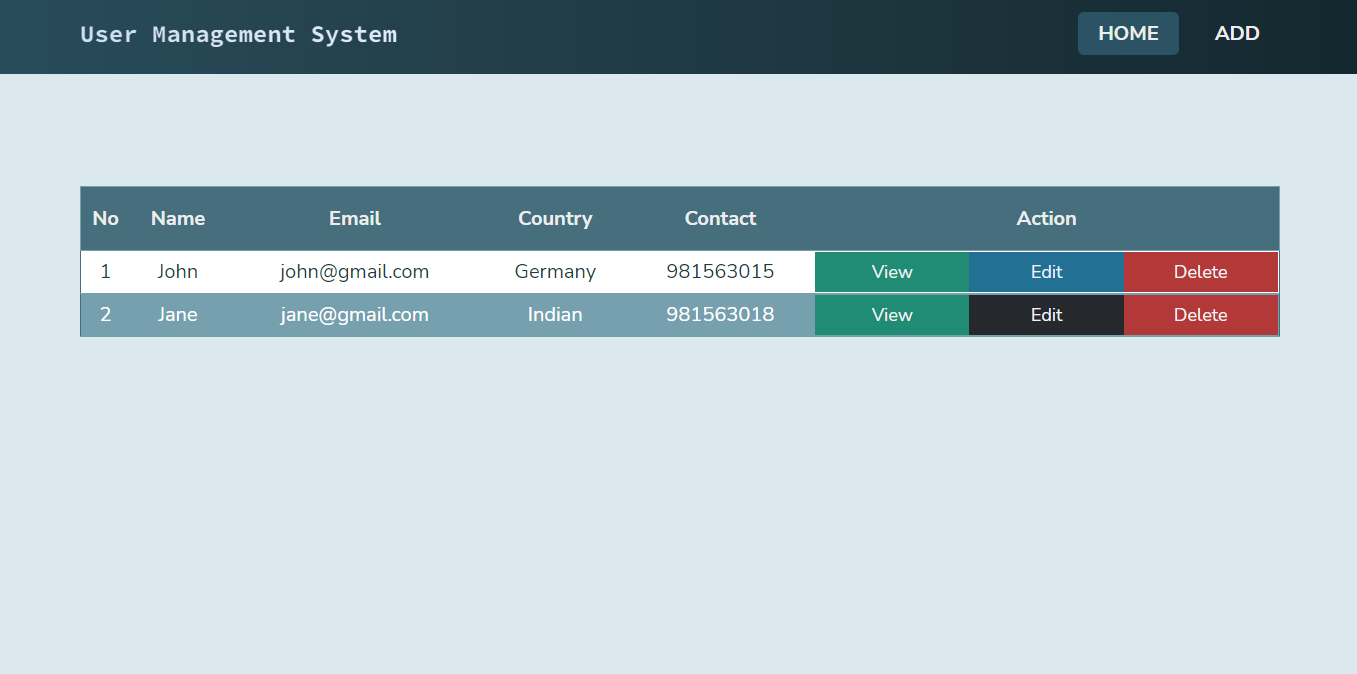 User Management System HOME ADD
No Name Email Country Contact Action
1 John john@gmail.com Germany 981563015 View Edit Delete
2 Jane jane@gmail.com Indian 981563018 View Edit Delete